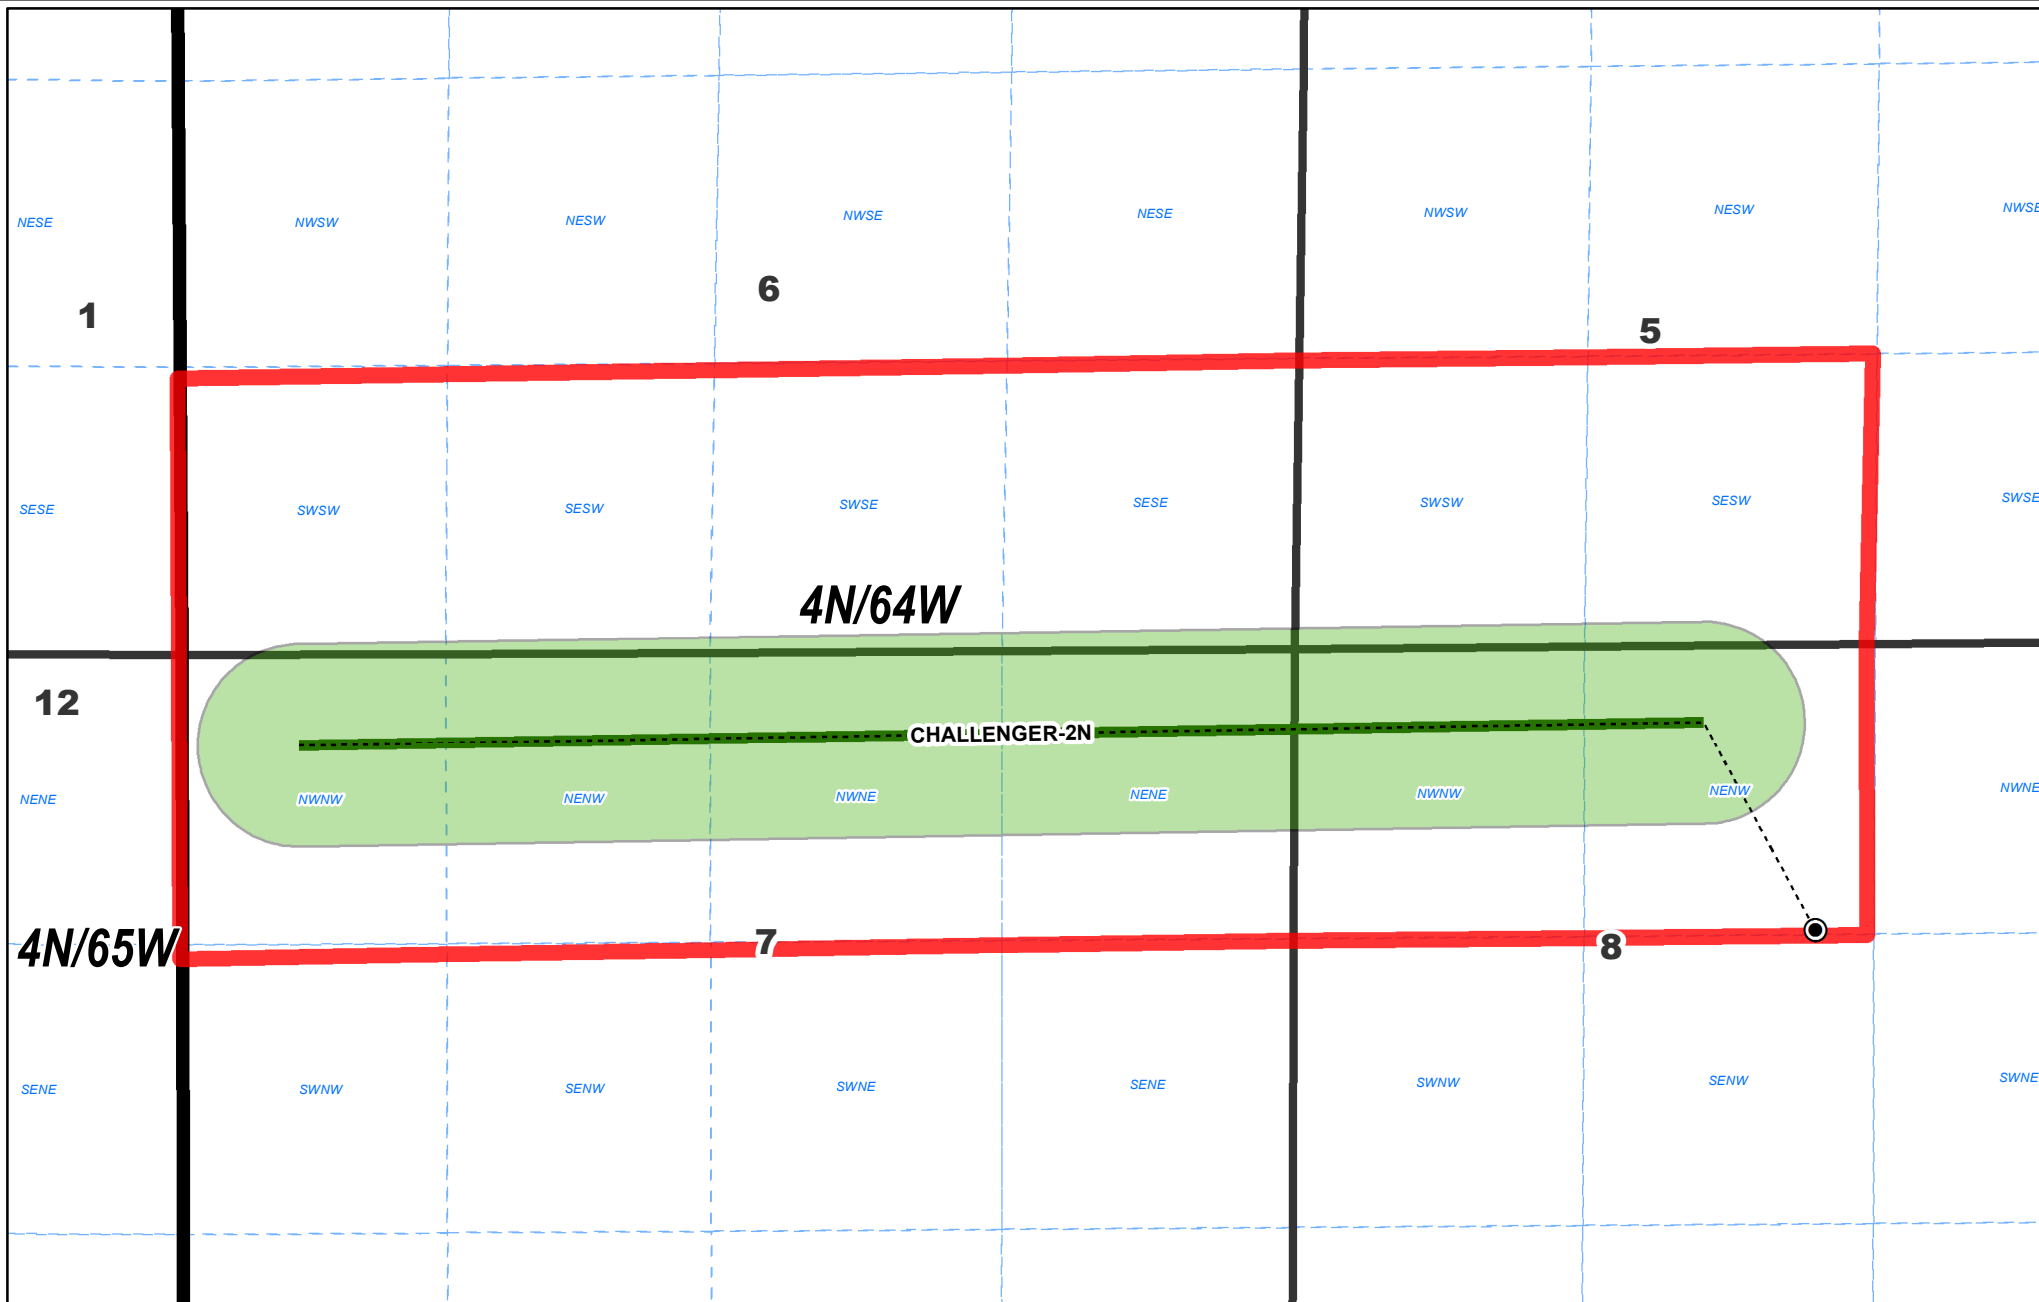 NESE NWSW NESW NWSE NESE NWSW NESW NWSE
1 6 5
SESE SWSW SESW SWSE SESE SWSW SESW SWSE
4N/64W
12
CHALLENGER-2N
NENE NWNW NENW NWNE NENE NWNW NENW NWNE
4N/65W 7 8
SENE SWNW SENW SWNE SENE SWNW SENW SWNE